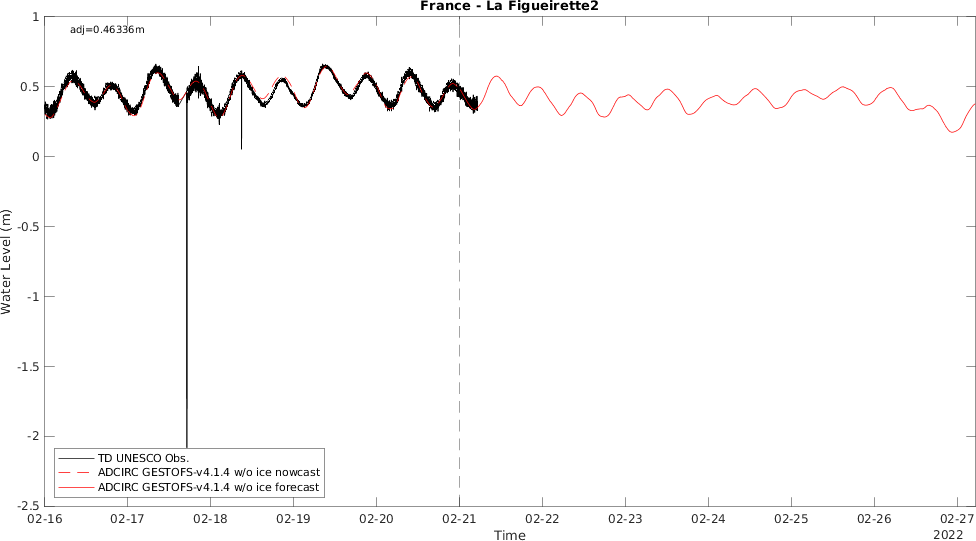 France - La Figueirette2
adj=0.46336m
Water Level (m)
1
0.5
0
-0.5
-1
-1.5
-2
-2.5
TD UNESCO Obs.
ADCIRC GESTOFS-v4.1.4 w/o ice nowcast
ADCIRC GESTOFS-v4.1.4 w/o ice forecast
02-16 02-17 02-18 02-19 02-20 02-21 02-22 02-23 02-24 02-25 02-26 02-27
Time
2022